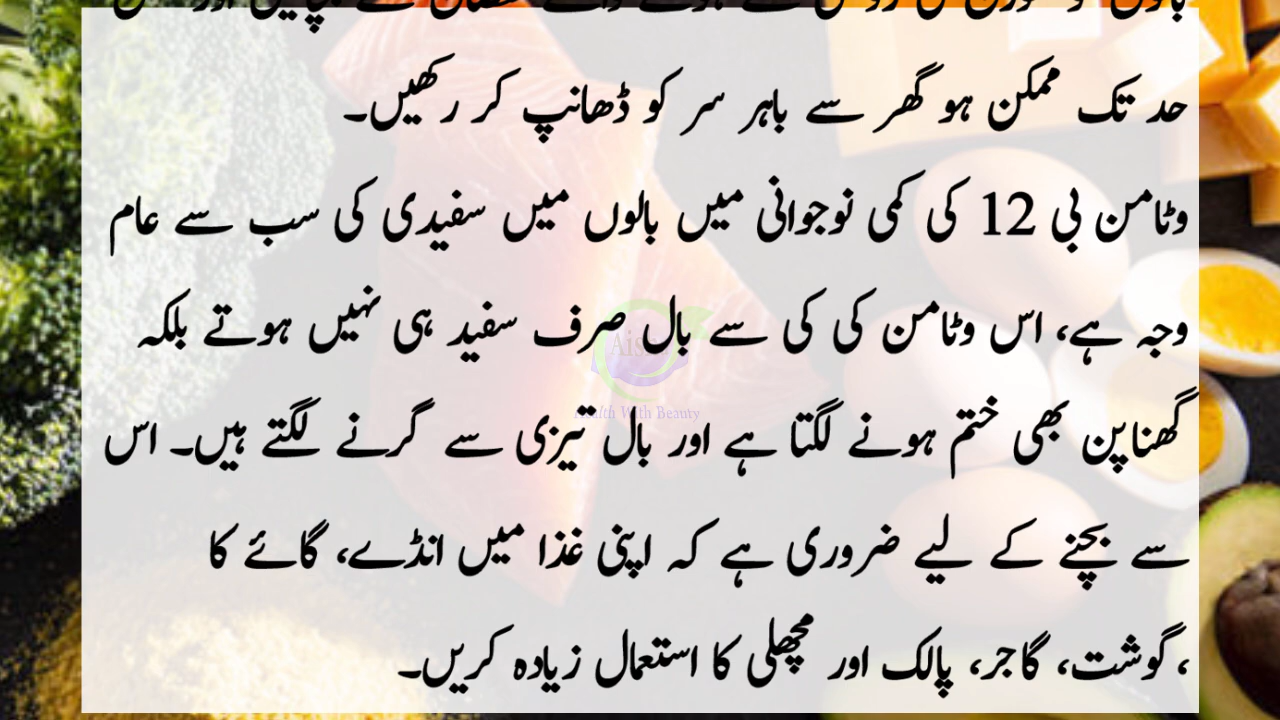 حد تک ممکن ہو گھر سے باہر سر کو ڈھانپ کر رکھیں۔
وٹامن بی 12 کی کمی نوجوانی میں بالوں میں سفیدی کی سب سے عام
وجہ ہے، اس وٹامن کی کی سے بال صرف سفید ہی نہیں ہوتے بلکہ
Health With Beauty
گھناپن بھی ختم ہونے لگتا ہے اور بال تیزی سے گرنے لگتے ہیں۔ اس
سے بچنے کے لیے ضروری ہے کہ اپنی غذا میں انڈے، گائے کا
،گوشت، گاجر، پالک اور مچھلی کا استعمال زیادہ کریں۔